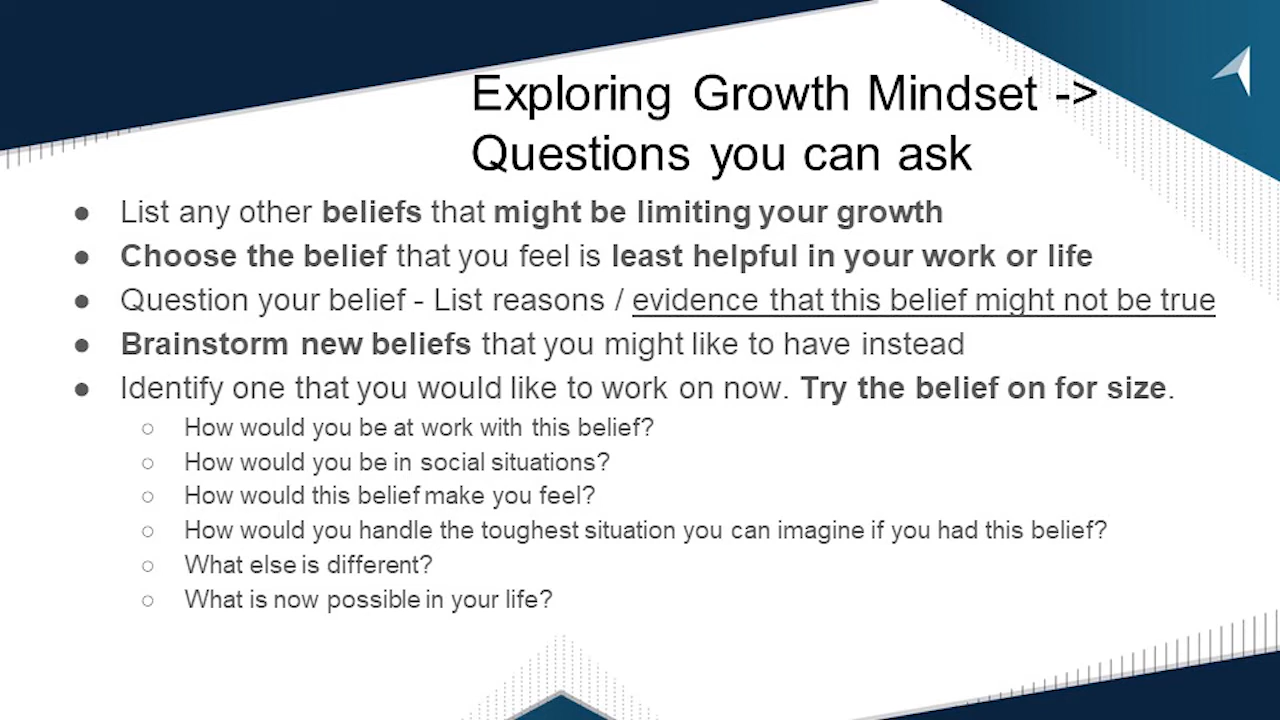 Exploring Growth Mindset ->
Questions you can ask
● List any other beliefs that might be limiting your growth
● Choose the belief that you feel is least helpful in your work or life
● Question your belief - List reasons / evidence that this belief might not be true
● Brainstorm new beliefs that you might like to have instead
● Identify one that you would like to work on now. Try the belief on for size.
○ How would you be at work with this belief?
○ How would you be in social situations?
○ How would this belief make you feel?
○ How would you handle the toughest situation you can imagine if you had this belief?
○ What else is different?
○ What is now possible in your life?